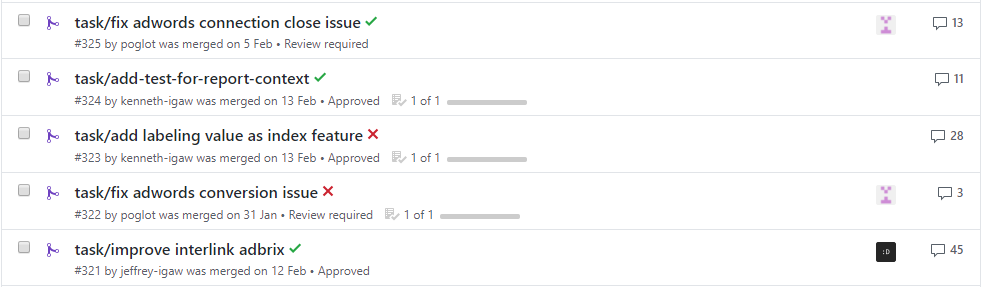 task/fix adwords connection close issue
13
#325 by poglot was merged on 5 Feb • Review required
task/add-test-for-report-context
11
#324 by kenneth-igaw was merged on 13 Feb • Approved 1 of 1
task/add labeling value as index feature
28
#323 by kenneth-igaw was merged on 13 Feb • Approved 1 of 1
task/fix adwords conversion issue
3
#322 by poglot was merged on 31 Jan • Review required 1 of 1
task/improve interlink adbrix
:D
45
#321 by jeffrey-igaw was merged on 12 Feb • Approved